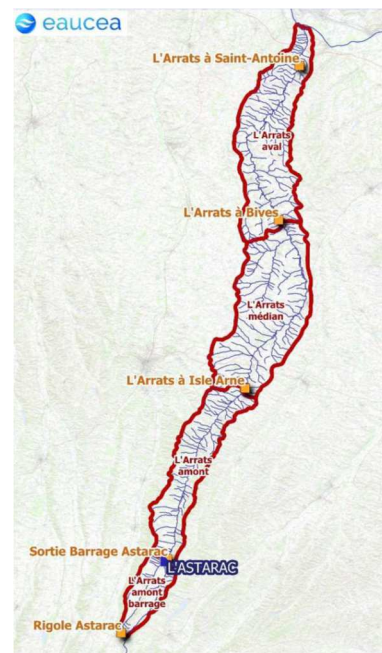 eaucea
L'Arrats à Saint-Antoine
L'Arrats
aval
L'Arrats à Bives
L'Arrats
médian
L'Arrats à Isle Arne
L'Arrats
amont
Sortie Barrage Astarac
L'ASTARAC
L'Arrats
amont
barrage
Rigole Astarac